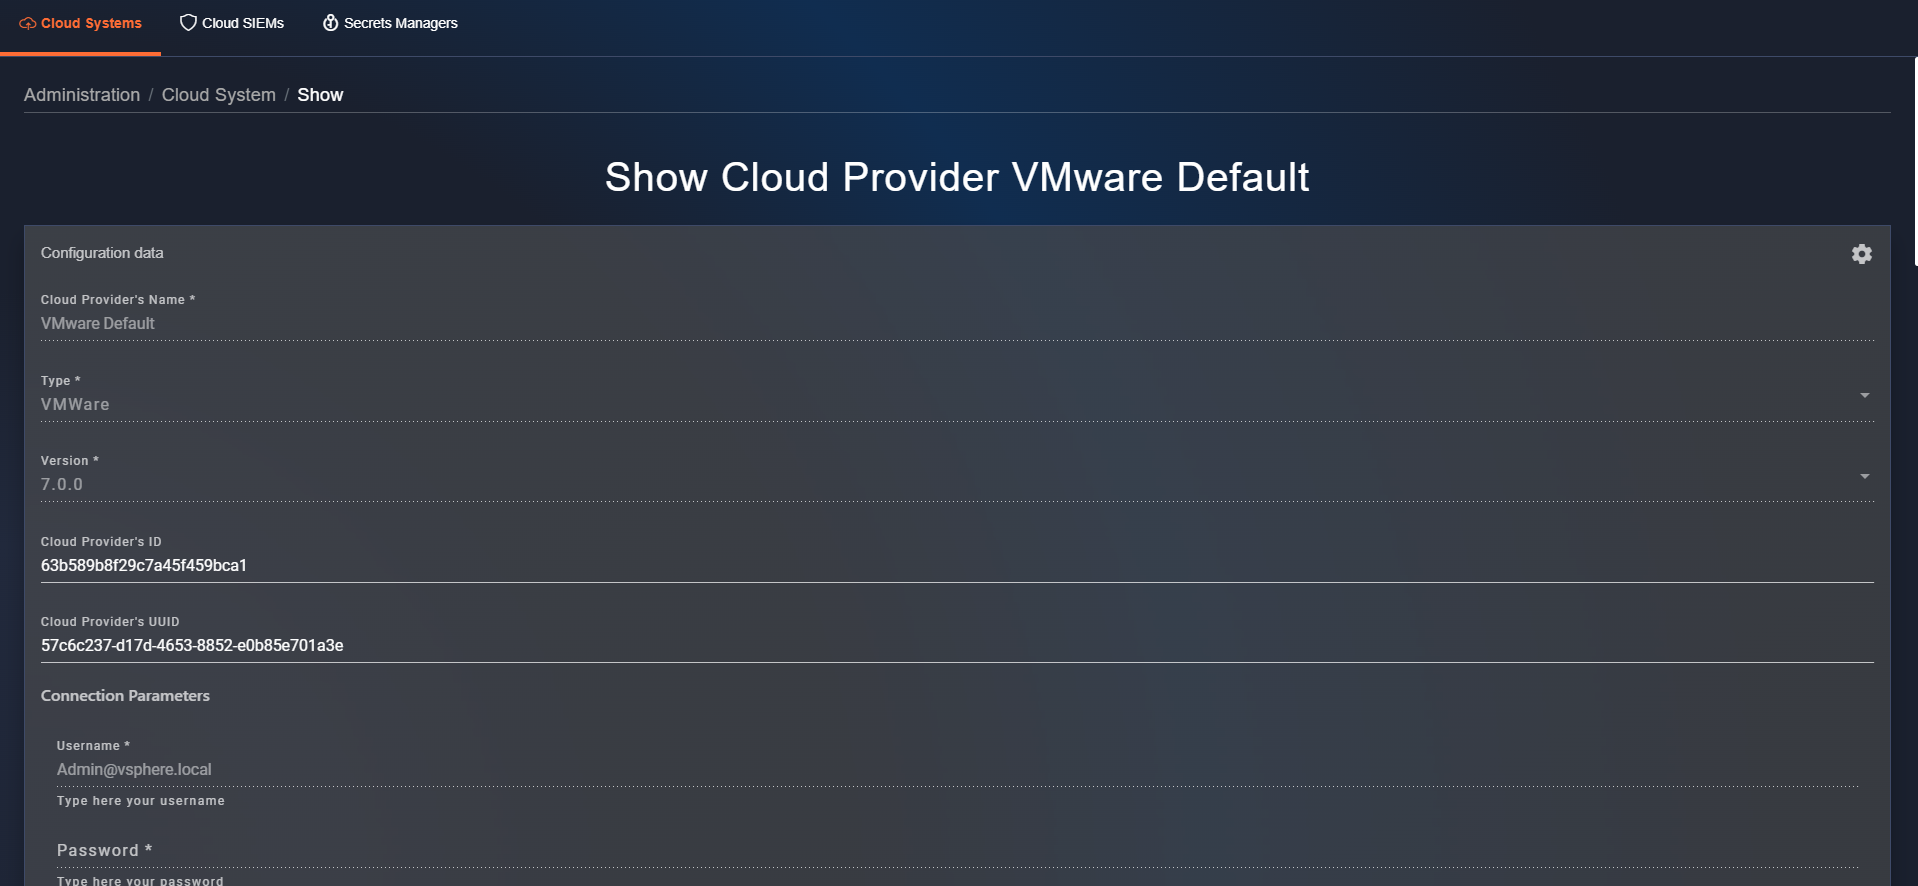 Cloud Systems Cloud SIEMs Secrets Managers
Administration / Cloud System / Show
Show Cloud Provider VMware Default
Configuration data
Cloud Provider's Name *
VMware Default
Type *
VMWare
Version *
7.0.0
Cloud Provider's ID
63b589b8f29c7a45f459bca1
Cloud Provider's UUID
57c6c237-d17d-4653-8852-e0b85e701a3e
Connection Parameters
Username *
Admin@vsphere.local
Type here your username
Password *
Type here your password